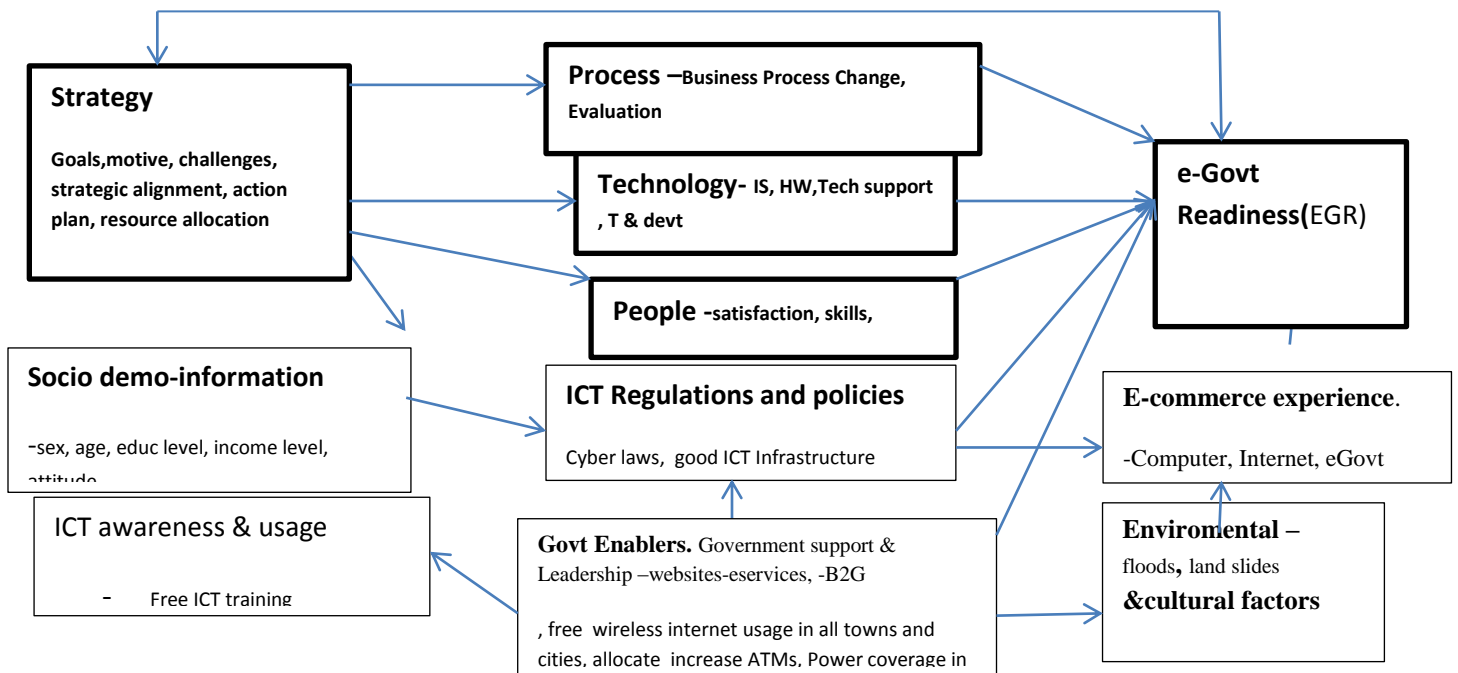 Strategy
Goals,motive, challenges,
strategic alignment, action
plan, resource allocation
Process –Business Process Change,
Evaluation
Technology- IS, HW,Tech support
, T & devt
People -satisfaction, skills,
e-Govt
Readiness(EGR)
Socio demo-information
-sex, age, educ level, income level,
attitude
ICT Regulations and policies
Cyber laws, good ICT Infrastructure
E-commerce experience.
-Computer, Internet, eGovt
ICT awareness & usage
- Free ICT training
Govt Enablers. Government support &
Leadership –websites-eservices, -B2G
, free wireless internet usage in all towns and
cities, allocate increase ATMs, Power coverage in
Enviromental –
floods, land slides
&cultural factors